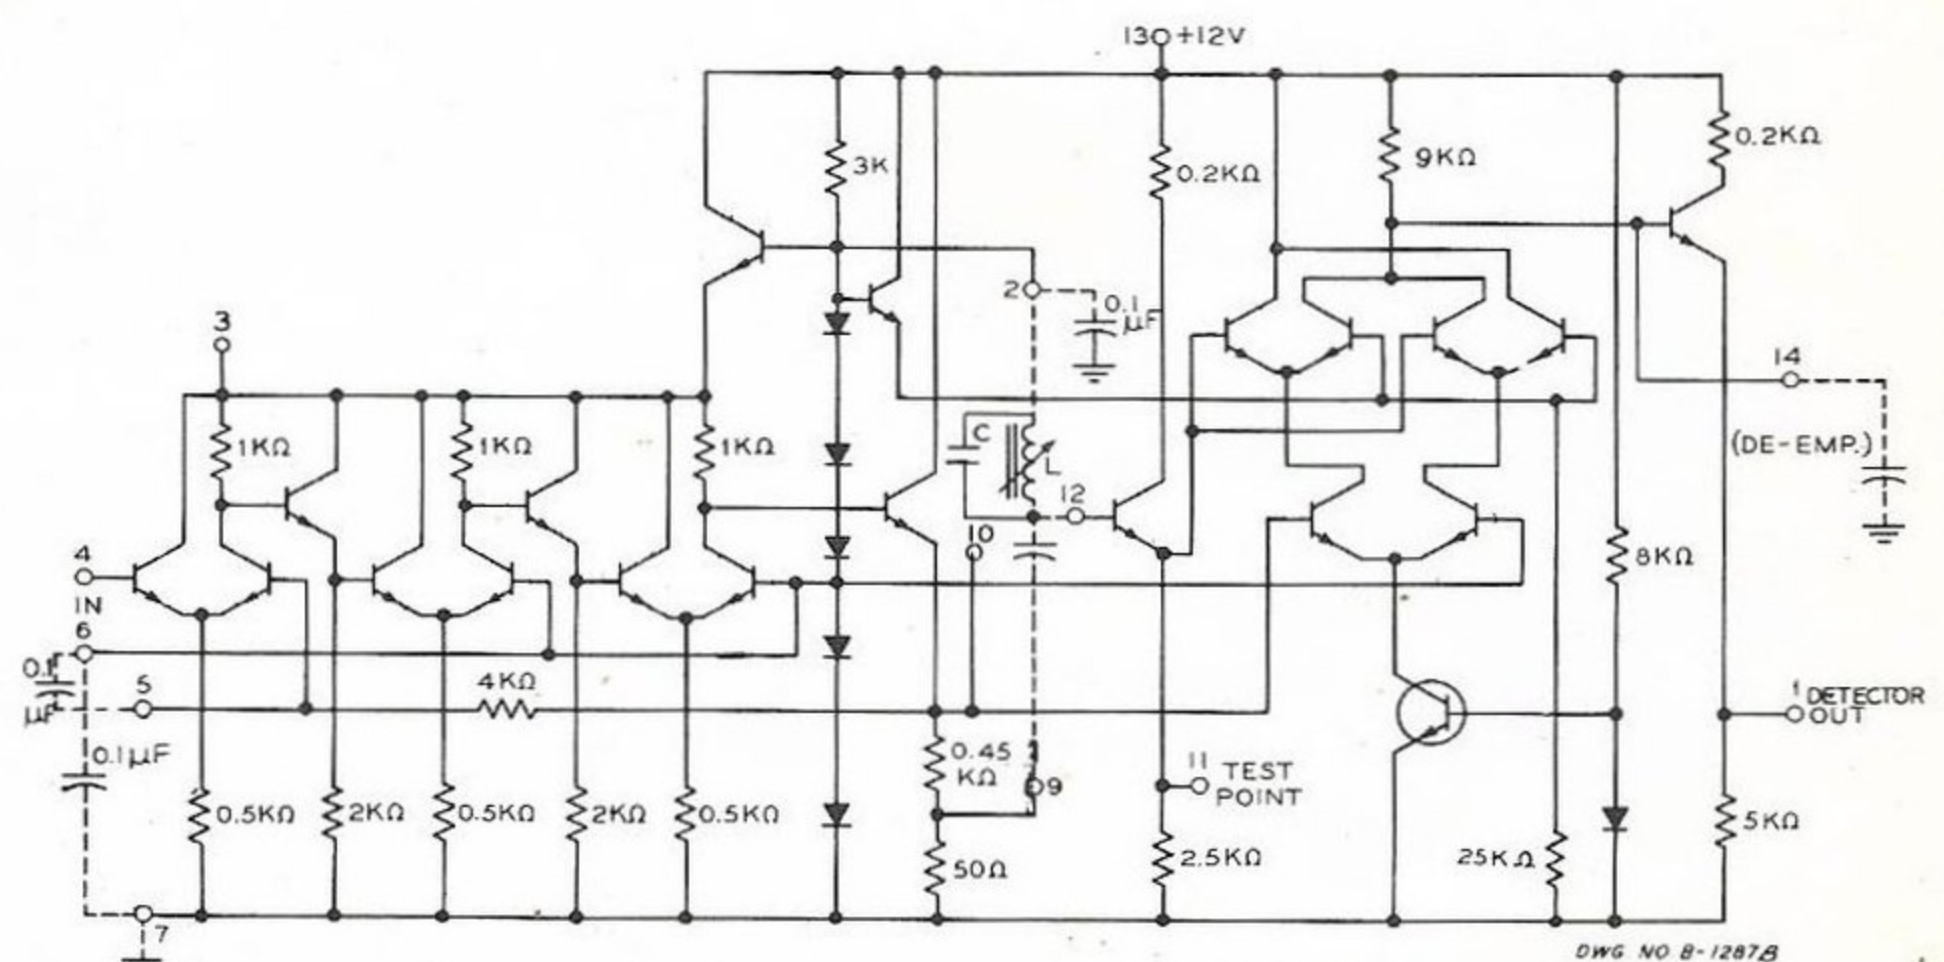 13 +12V
0.2KΩ
3K
0.2KΩ
9KΩ
2
0.1
µF
3
14
1KΩ
1KΩ
1KΩ
C
L
(DE-EMP.)
12
10
4
IN
8KΩ
6
0.1
µF
5
4KΩ
1 DETECTOR
OUT
0.1µF
0.45
KΩ
9
11 TEST
POINT
0.5KΩ
2KΩ
0.5KΩ
2KΩ
0.5KΩ
5KΩ
50Ω
2.5KΩ
25KΩ
7
DWG NO 8-1287B